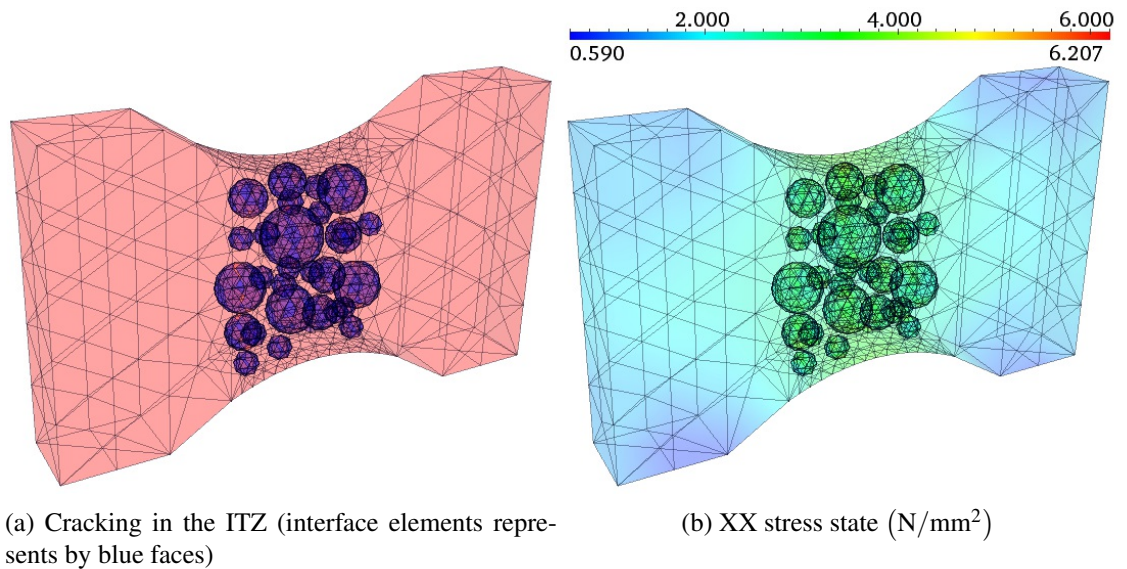 2.000 4.000 6.000
0.590 6.207
(a) Cracking in the ITZ (interface elements repre-
sents by blue faces)
(b) XX stress state (N/mm²)